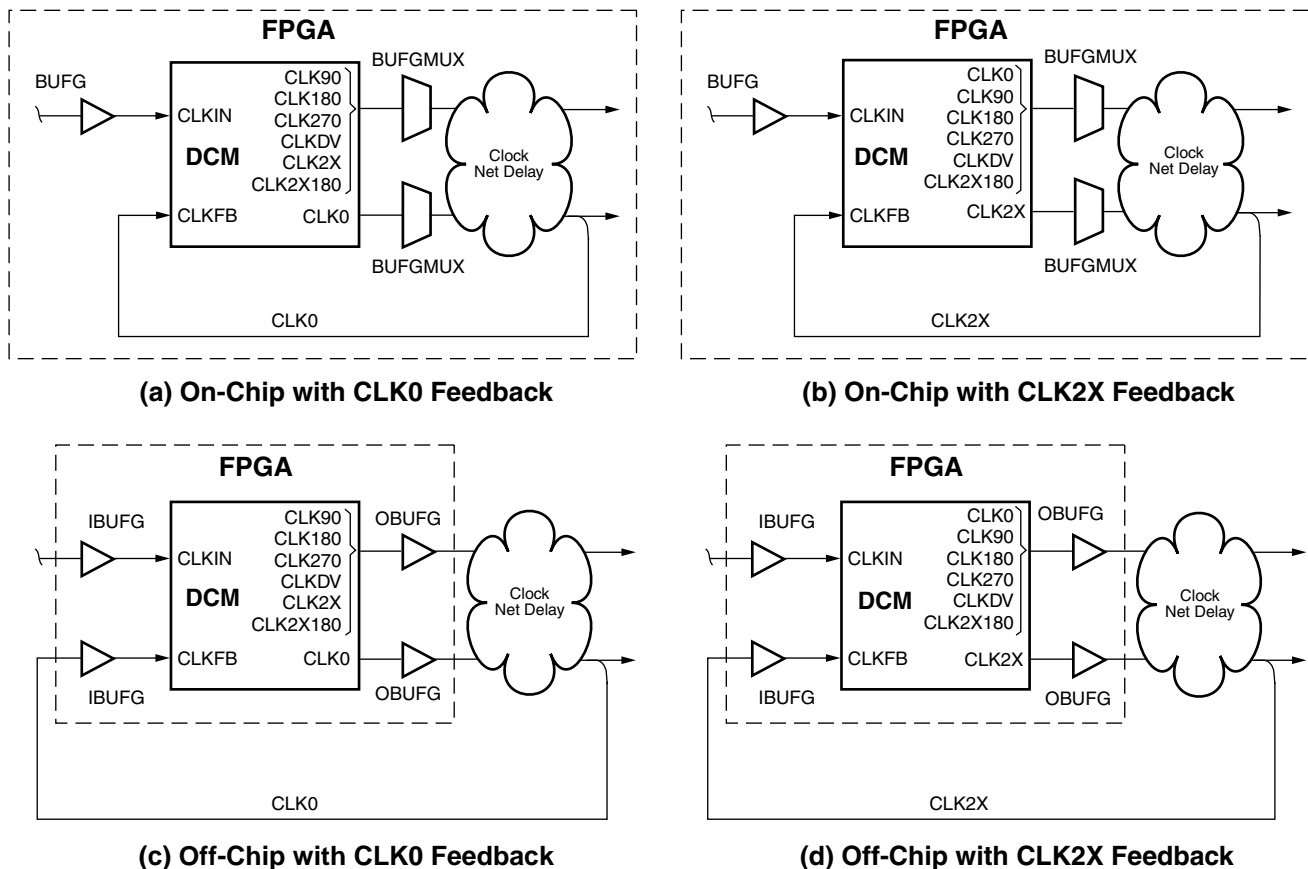 FPGA
BUFG
CLKIN
DCM
CLKFB
CLK90
CLK180
CLK270
CLKDV
CLK2X
CLK2X180
CLK0
BUFGMUX
BUFGMUX
Clock
Net Delay
CLK0
(a) On-Chip with CLK0 Feedback
FPGA
BUFG
CLKIN
DCM
CLKFB
CLK0
CLK90
CLK180
CLK270
CLKDV
CLK2X180
CLK2X
BUFGMUX
BUFGMUX
Clock
Net Delay
CLK2X
(b) On-Chip with CLK2X Feedback
FPGA
IBUFG
IBUFG
CLKIN
DCM
CLKFB
CLK90
CLK180
CLK270
CLKDV
CLK2X
CLK2X180
CLK0
OBUFG
OBUFG
Clock
Net Delay
CLK0
(c) Off-Chip with CLK0 Feedback
FPGA
IBUFG
IBUFG
CLKIN
DCM
CLKFB
CLK0
CLK90
CLK180
CLK270
CLKDV
CLK2X180
CLK2X
OBUFG
OBUFG
Clock
Net Delay
CLK2X
(d) Off-Chip with CLK2X Feedback